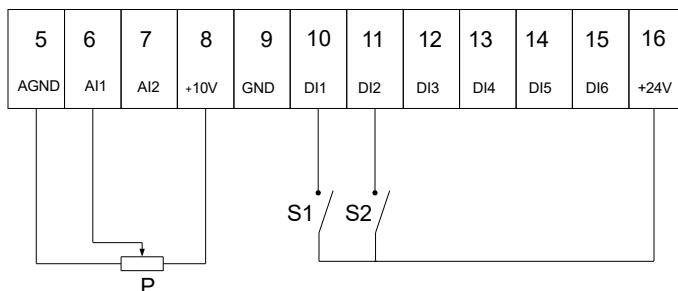 5 6 7 8 9 10 11 12 13 14 15 16
AGND AI1 AI2 +10V GND DI1 DI2 DI3 DI4 DI5 DI6 +24V
S1 S2
P